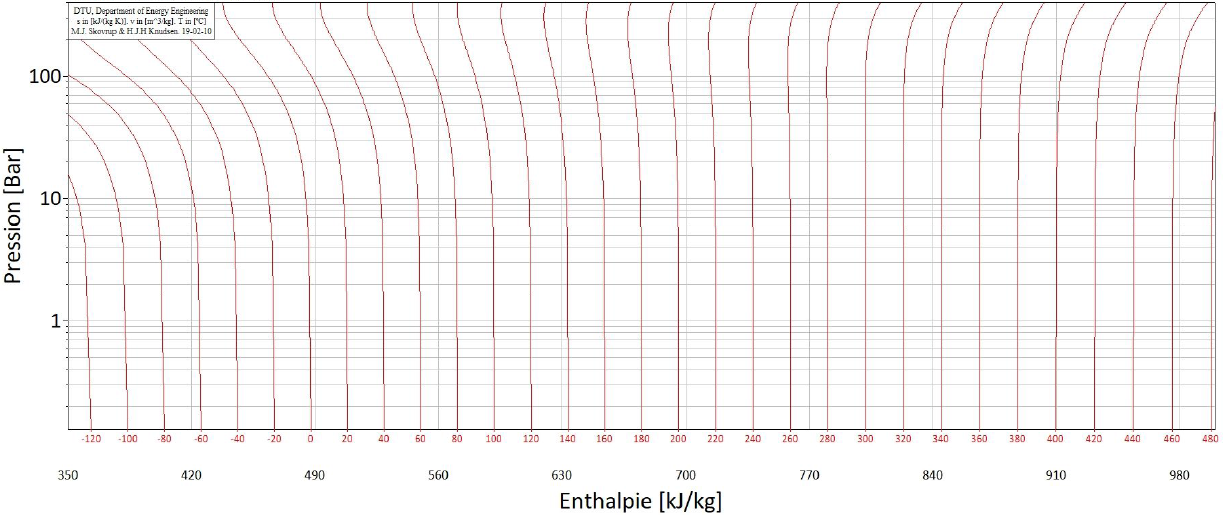 DTU, Department of Energy Engineering
s in [kJ/(kg K)]. v in [m^3/kg]. T in [°C]
M.J. Skovrup & H.J.H Knudsen. 19-02-10
100
10
1
Pression [Bar]
-120 -100 -80 -60 -40 -20 0 20 40 60 80 100 120 140 160 180 200 220 240 260 280 300 320 340 360 380 400 420 440 460 480
350 420 490 560 630 700 770 840 910 980
Enthalpie [kJ/kg]